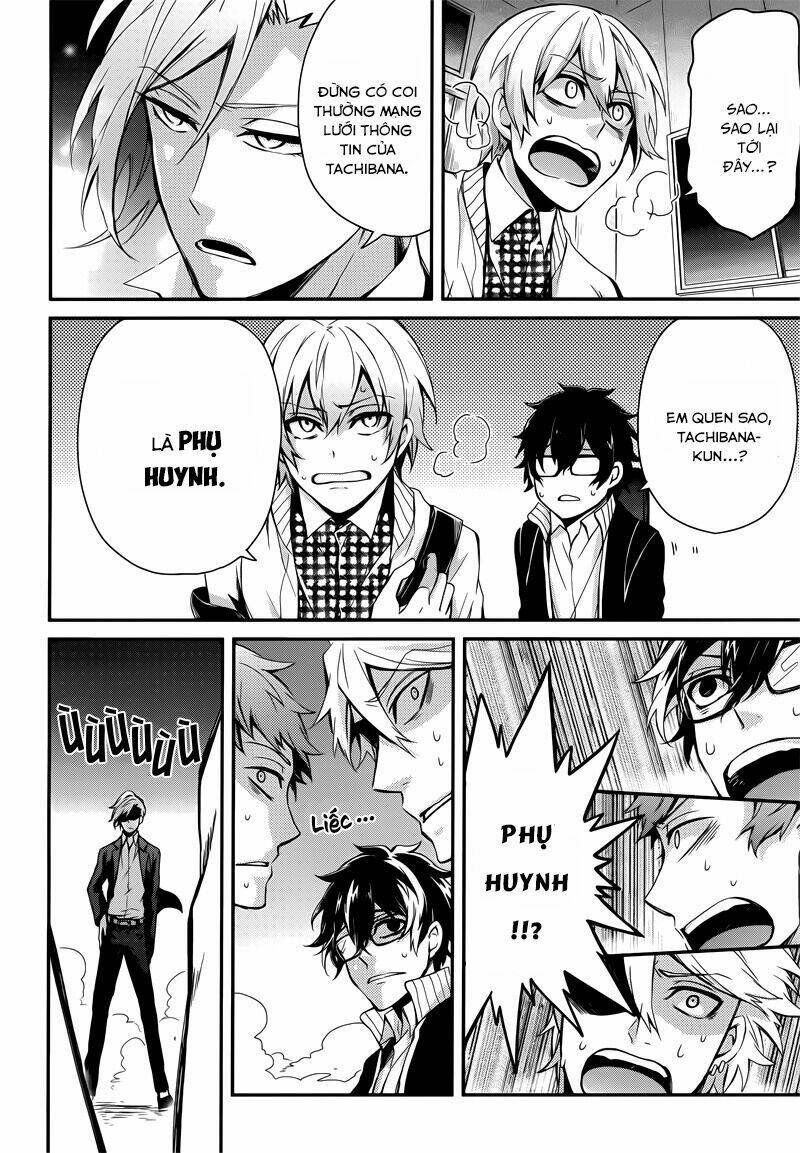 SAO...
SAO LẠI
TỚI
ĐÂY...?
ĐỪNG CÓ COI
THƯỜNG MẠNG
LƯỚI THÔNG
TIN CỦA
TACHIBANA.
EM QUEN SAO,
TACHIBANA-
KUN...?
LÀ PHỤ
HUYNH.
PHỤ
HUYNH
!!?
Liếc ...
ÙÙÙÙÙÙ